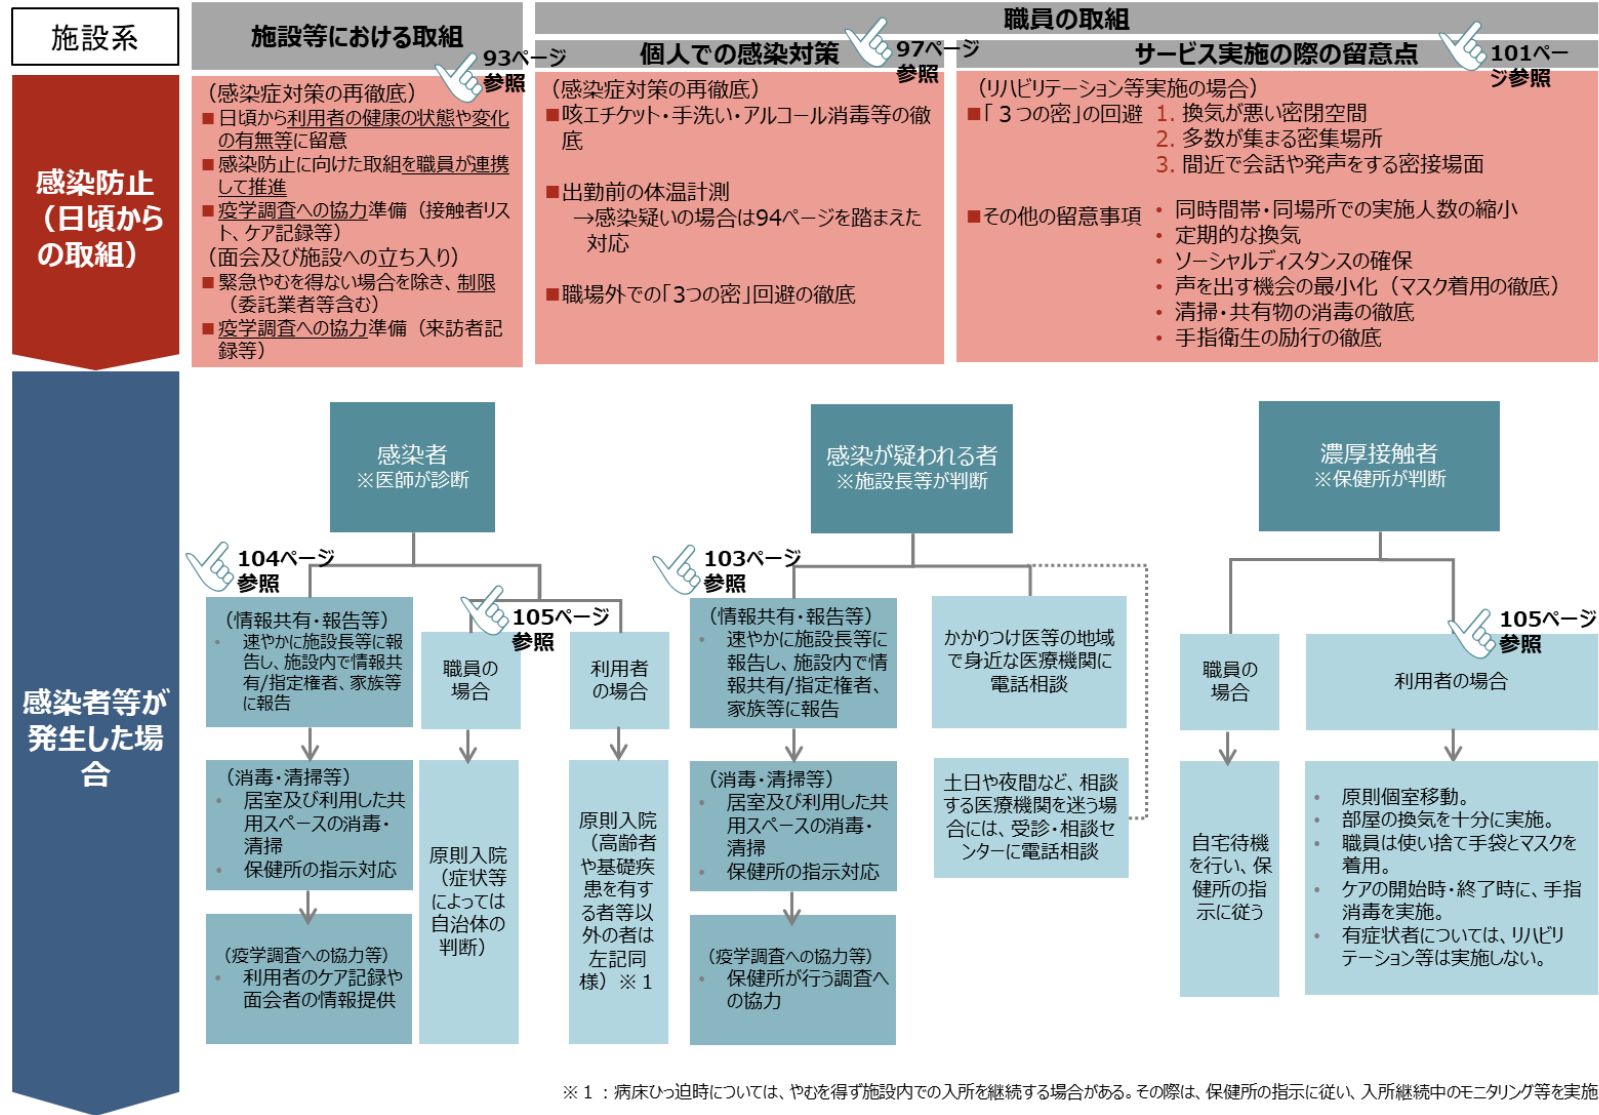 施設系
施設等における取組
93ページ
参照
職員の取組
個人での感染対策
97ページ
参照
サービス実施の際の留意点
101ペー
ジ参照
感染防止
（日頃から
の取組）
（感染症対策の再徹底）
■日頃から利用者の健康の状態や変化
の有無等に留意
■感染防止に向けた取組を職員が連携
して推進
■疫学調査への協力準備（接触者リス
ト、ケア記録等）
（面会及び施設への立ち入り）
■緊急やむを得ない場合を除き、制限
（委託業者等含む）
■疫学調査への協力準備（来訪者記
録等）
（感染症対策の再徹底）
■咳エチケット・手洗い・アルコール消毒等の徹
底
■出勤前の体温計測
→感染疑いの場合は94ページを踏まえた
対応
■職場外での「3つの密」回避の徹底
（リハビリテーション等実施の場合）
■「３つの密」の回避
1. 換気が悪い密閉空間
2. 多数が集まる密集場所
3. 間近で会話や発声をする密接場面
■その他の留意事項
• 同時間帯・同場所での実施人数の縮小
• 定期的な換気
• ソーシャルディスタンスの確保
• 声を出す機会の最小化（マスク着用の徹底）
• 清掃・共有物の消毒の徹底
• 手指衛生の励行の徹底
感染者等が
発生した場
合
感染者
※医師が診断
104ページ
参照
（情報共有・報告等）
• 速やかに施設長等に報
告し、施設内で情報共
有/指定権者、家族等
に報告
（消毒・清掃等）
• 居室及び利用した共
用スペースの消毒・
清掃
• 保健所の指示対応
（疫学調査への協力等）
• 利用者のケア記録や
面会者の情報提供
105ページ
参照
職員の
場合
原則入院
（症状等
によっては
自治体の
判断）
利用者
の場合
原則入院
（高齢者
や基礎疾
患を有す
る者等以
外の者は
左記同
様）※１
感染が疑われる者
※施設長等が判断
103ページ
参照
（情報共有・報告等）
• 速やかに施設長等に
報告し、施設内で情
報共有/指定権者、
家族等に報告
（消毒・清掃等）
• 居室及び利用した共
用スペースの消毒・
清掃
• 保健所の指示対応
（疫学調査への協力等）
• 保健所が行う調査へ
の協力
かかりつけ医等の地域
で身近な医療機関に
電話相談
土日や夜間など、相談
する医療機関を迷う場
合には、受診・相談セ
ンターに電話相談
濃厚接触者
※保健所が判断
職員の
場合
自宅待機
を行い、保
健所の指
示に従う
105ページ
参照
利用者の場合
• 原則個室移動。
• 部屋の換気を十分に実施。
• 職員は使い捨て手袋とマスクを
着用。
• ケアの開始時・終了時に、手指
消毒を実施。
• 有症状者については、リハビリ
テーション等は実施しない。
※１：病床ひっ迫時については、やむを得ず施設内での入所を継続する場合がある。その際は、保健所の指示に従い、入所継続中のモニタリング等を実施